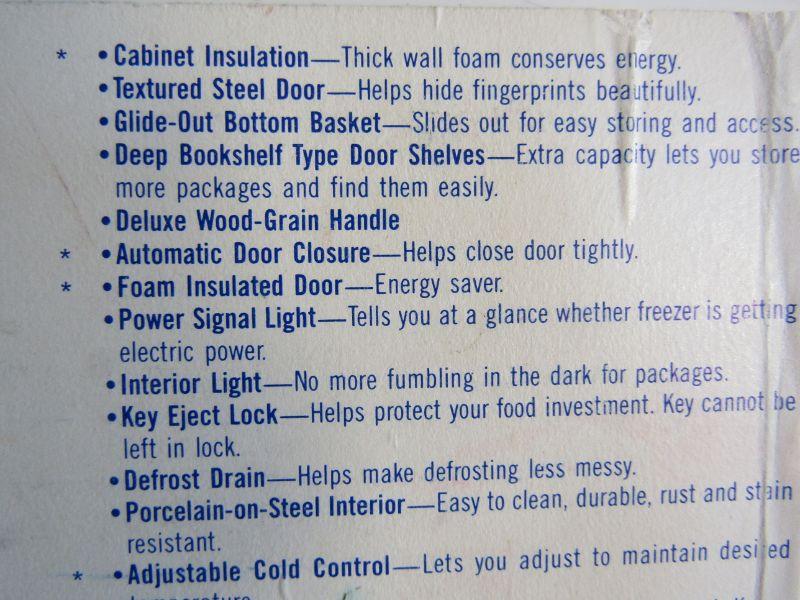 * • Cabinet Insulation—Thick wall foam conserves energy.
• Textured Steel Door—Helps hide fingerprints beautifully.
• Glide-Out Bottom Basket—Slides out for easy storing and access.
• Deep Bookshelf Type Door Shelves—Extra capacity lets you store
more packages and find them easily.
• Deluxe Wood-Grain Handle
* • Automatic Door Closure—Helps close door tightly.
* • Foam Insulated Door—Energy saver.
• Power Signal Light—Tells you at a glance whether freezer is getting
electric power.
• Interior Light—No more fumbling in the dark for packages.
• Key Eject Lock—Helps protect your food investment. Key cannot be
left in lock.
• Defrost Drain—Helps make defrosting less messy.
• Porcelain-on-Steel Interior—Easy to clean, durable, rust and stain
resistant.
* • Adjustable Cold Control—Lets you adjust to maintain desired
temperature.